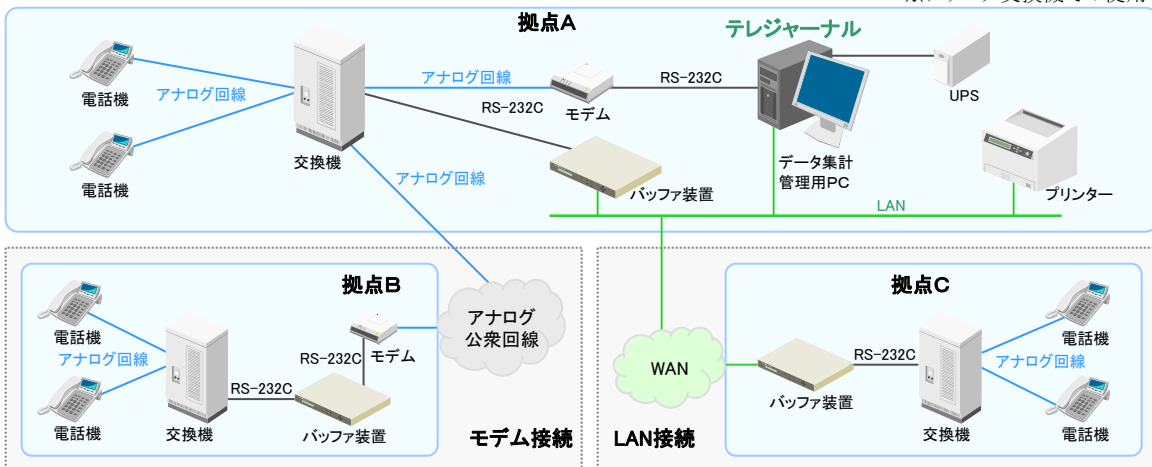 拠点A
テレジャーナル
電話機
アナログ回線
電話機
交換機
アナログ回線
RS-232C
モデム
RS-232C
UPS
データ集計
管理用PC
バッファ装置
プリンター
LAN
アナログ回線
拠点B
電話機
アナログ回線
電話機
交換機
RS-232C
バッファ装置
RS-232C
モデム
アナログ
公衆回線
モデム接続
LAN接続
WAN
拠点C
バッファ装置
RS-232C
交換機
電話機
アナログ回線
電話機